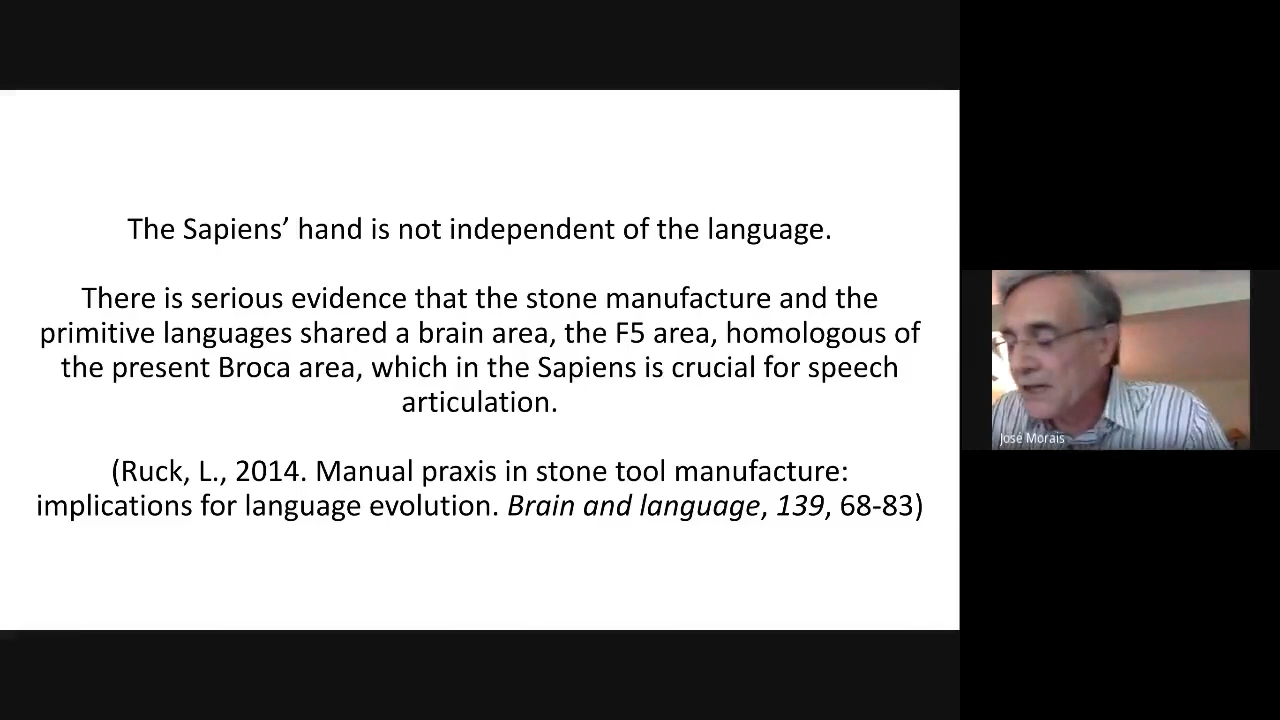 The Sapiens’ hand is not independent of the language.
There is serious evidence that the stone manufacture and the
primitive languages shared a brain area, the F5 area, homologous of
the present Broca area, which in the Sapiens is crucial for speech
articulation.
(Ruck, L., 2014. Manual praxis in stone tool manufacture:
implications for language evolution. Brain and language, 139, 68-83)
José Morais